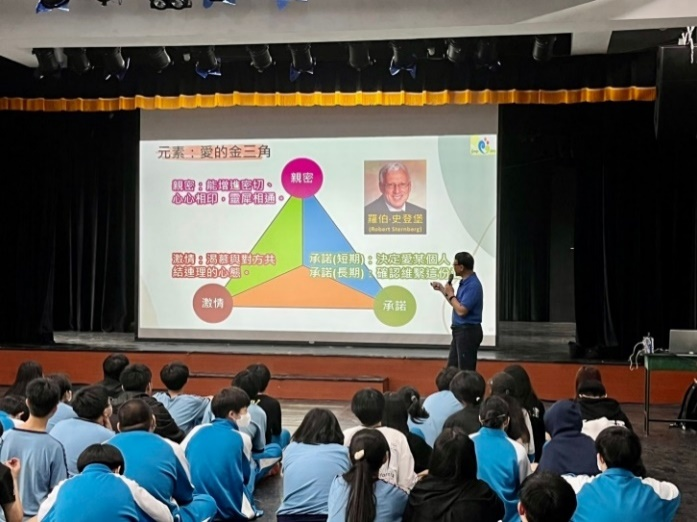 元素：愛的金三角
親密
親密：能增進密切、
心心相印，靈犀相通。
羅伯‧史登堡
(Robert Sternberg)
激情：渴慕與對方共
結連理的心態。
承諾(短期)：決定愛某個人
承諾(長期)：確認維繫這份
激情
承諾